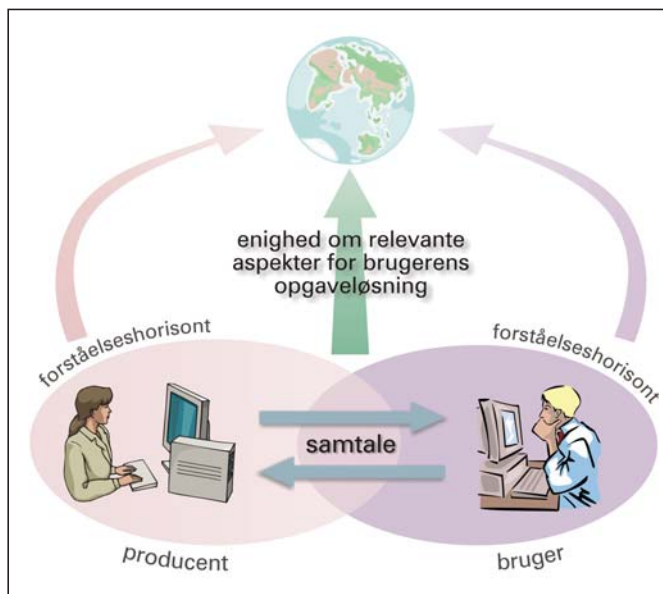 enighed om relevante
aspekter for brugerens
opgaveløsning
forståelseshorisont
forståelseshorisont
samtale
producent
bruger